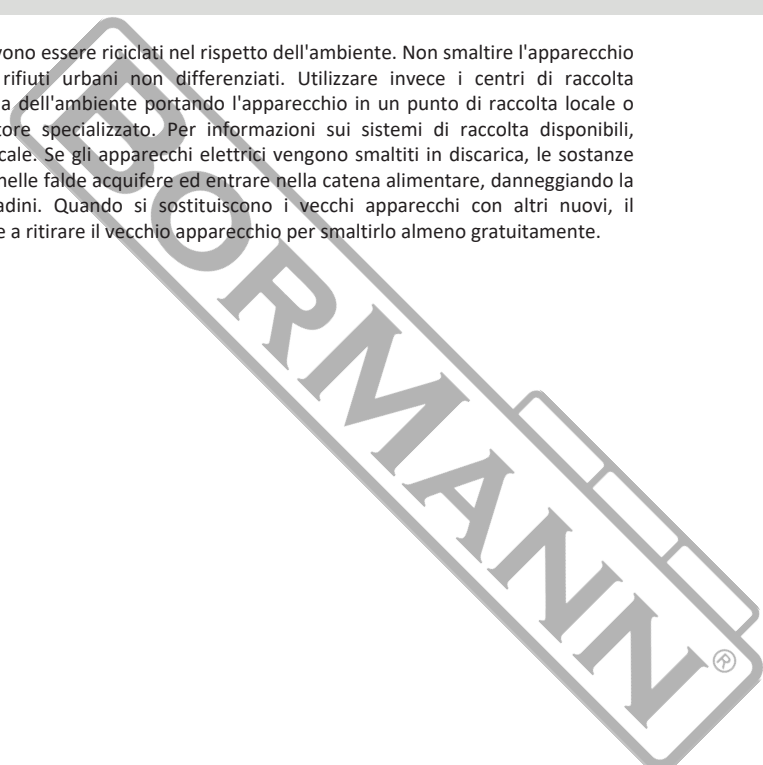 vono essere riciclati nel rispetto dell'ambiente. Non smaltire l'apparecchio
rifiuti urbani non differenziati. Utilizzare invece i centri di raccolta
a dell'ambiente portando l'apparecchio in un punto di raccolta locale o
tore specializzato. Per informazioni sui sistemi di raccolta disponibili,
cale. Se gli apparecchi elettrici vengono smaltiti in discarica, le sostanze
nelle falde acquifere ed entrare nella catena alimentare, danneggiando la
adini. Quando si sostituiscono i vecchi apparecchi con altri nuovi, il
e a ritirare il vecchio apparecchio per smaltirlo almeno gratuitamente.
BORMANN®